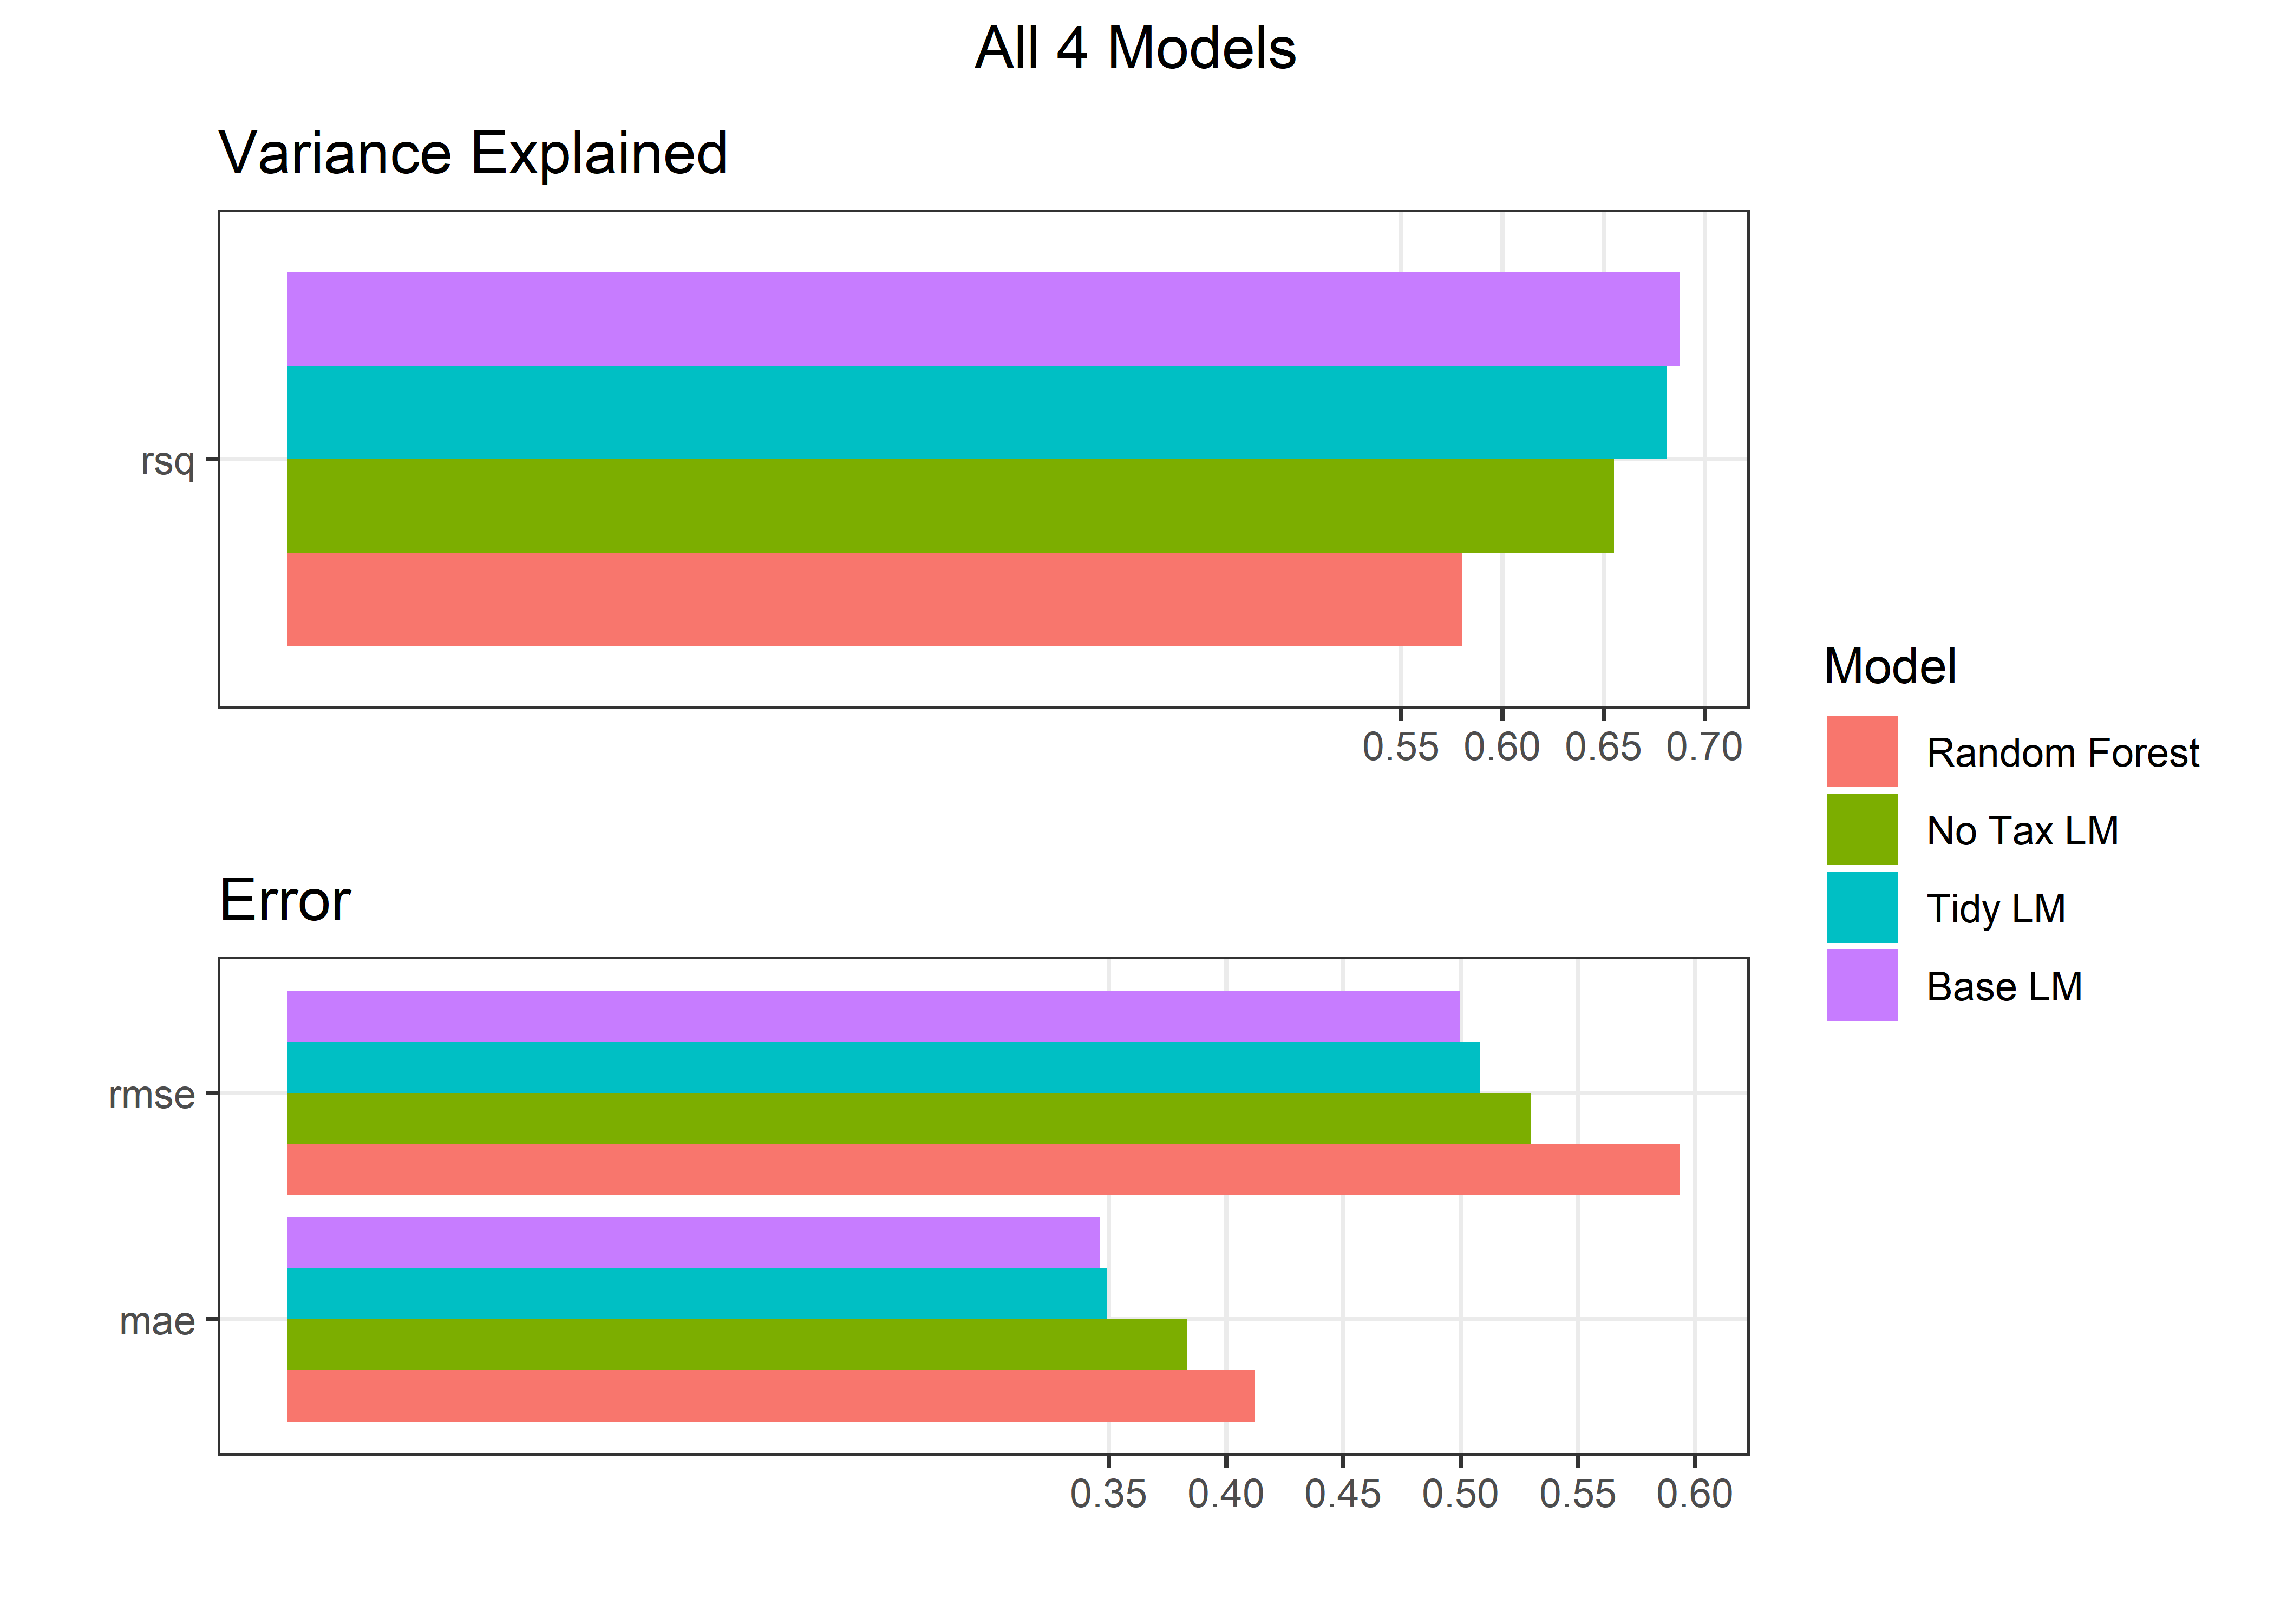 All 4 Models
Variance Explained
rsq
0.55 0.60 0.65 0.70
Error
rmse
mae
0.35 0.40 0.45 0.50 0.55 0.60
Model
Random Forest
No Tax LM
Tidy LM
Base LM